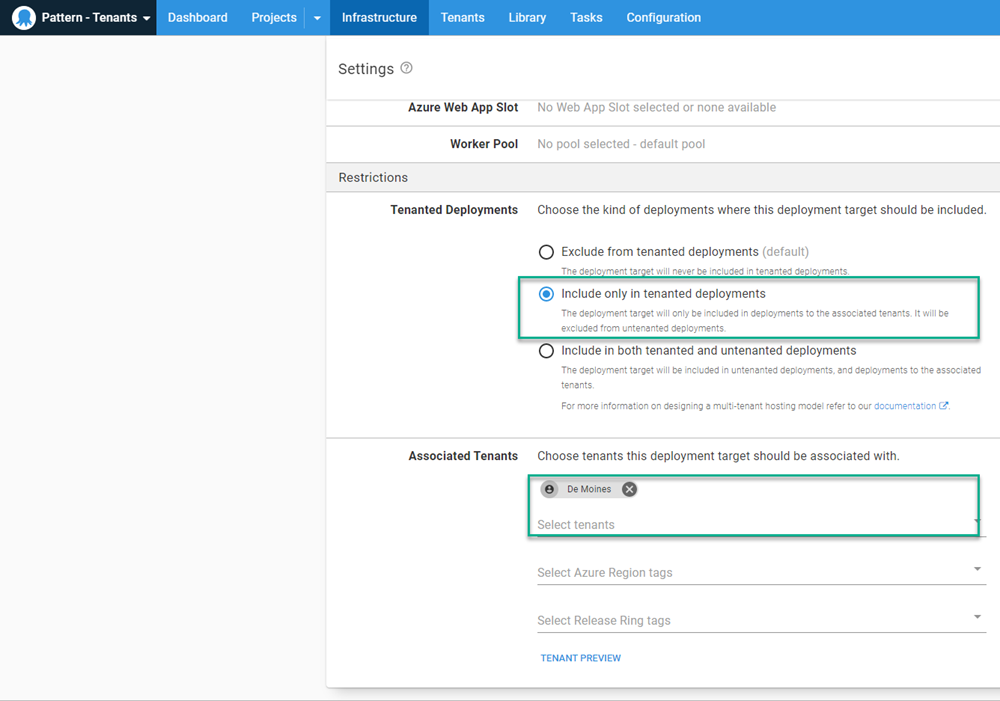 Pattern - Tenants Dashboard Projects Infrastructure Tenants Library Tasks Configuration
Settings
Azure Web App Slot No Web App Slot selected or none available
Worker Pool No pool selected - default pool
Restrictions
Tenanted Deployments Choose the kind of deployments where this deployment target should be included.
Exclude from tenanted deployments (default)
The deployment target will never be included in tenanted deployments.
Include only in tenanted deployments
The deployment target will only be included in deployments to the associated tenants. It will be
excluded from untenanted deployments.
Include in both tenanted and untenanted deployments
The deployment target will be included in untenanted deployments, and deployments to the associated
tenants.
For more information on designing a multi-tenant hosting model refer to our documentation.
Associated Tenants Choose tenants this deployment target should be associated with.
De Moines
Select tenants
Select Azure Region tags
Select Release Ring tags
TENANT PREVIEW